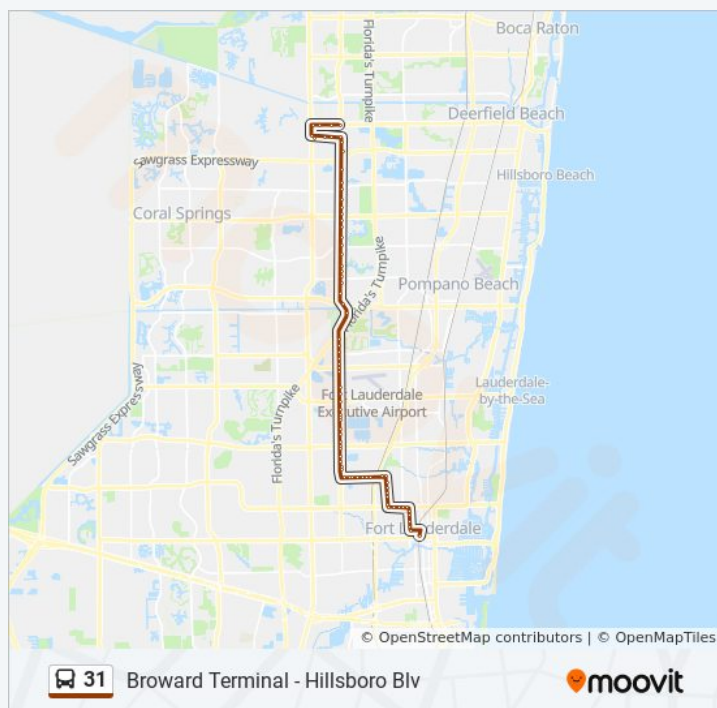 Boca Raton
Florida's Turnpike
Deerfield Beach
Sawgrass Expressway
Hillsboro Beach
Coral Springs
Florida's Turnpike
Pompano Beach
Sawgrass Expressway
Florida's Turnpike
Fort Lauderdale
Executive Airport
Lauderdale-
by-the-Sea
Fort Lauderdale
© OpenStreetMap contributors | © OpenMapTiles
31 Broward Terminal - Hillsboro Blv
moovit